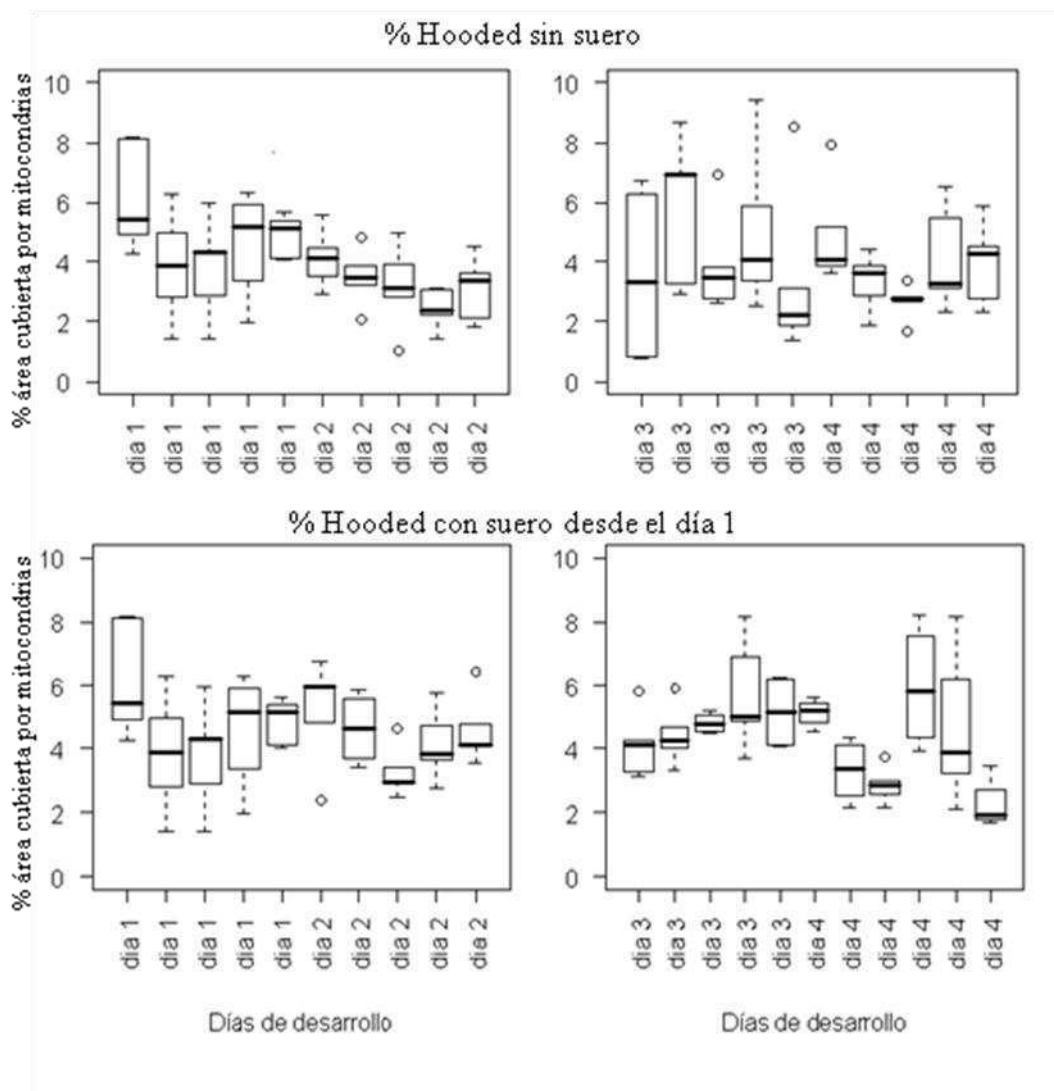 % Hooded sin suero
% área cubierta por mitocondrias
10
8
6
4
2
0
dia 1
dia 1
dia 1
dia 1
dia 1
dia 2
dia 2
dia 2
dia 2
dia 2
10
8
6
4
2
0
dia 3
dia 3
dia 3
dia 3
dia 3
dia 4
dia 4
dia 4
dia 4
dia 4
% Hooded con suero desde el día 1
% área cubierta por mitocondrias
10
8
6
4
2
0
dia 1
dia 1
dia 1
dia 1
dia 1
dia 2
dia 2
dia 2
dia 2
dia 2
Días de desarrollo
10
8
6
4
2
0
dia 3
dia 3
dia 3
dia 3
dia 3
dia 4
dia 4
dia 4
dia 4
dia 4
dia 4
Días de desarrollo